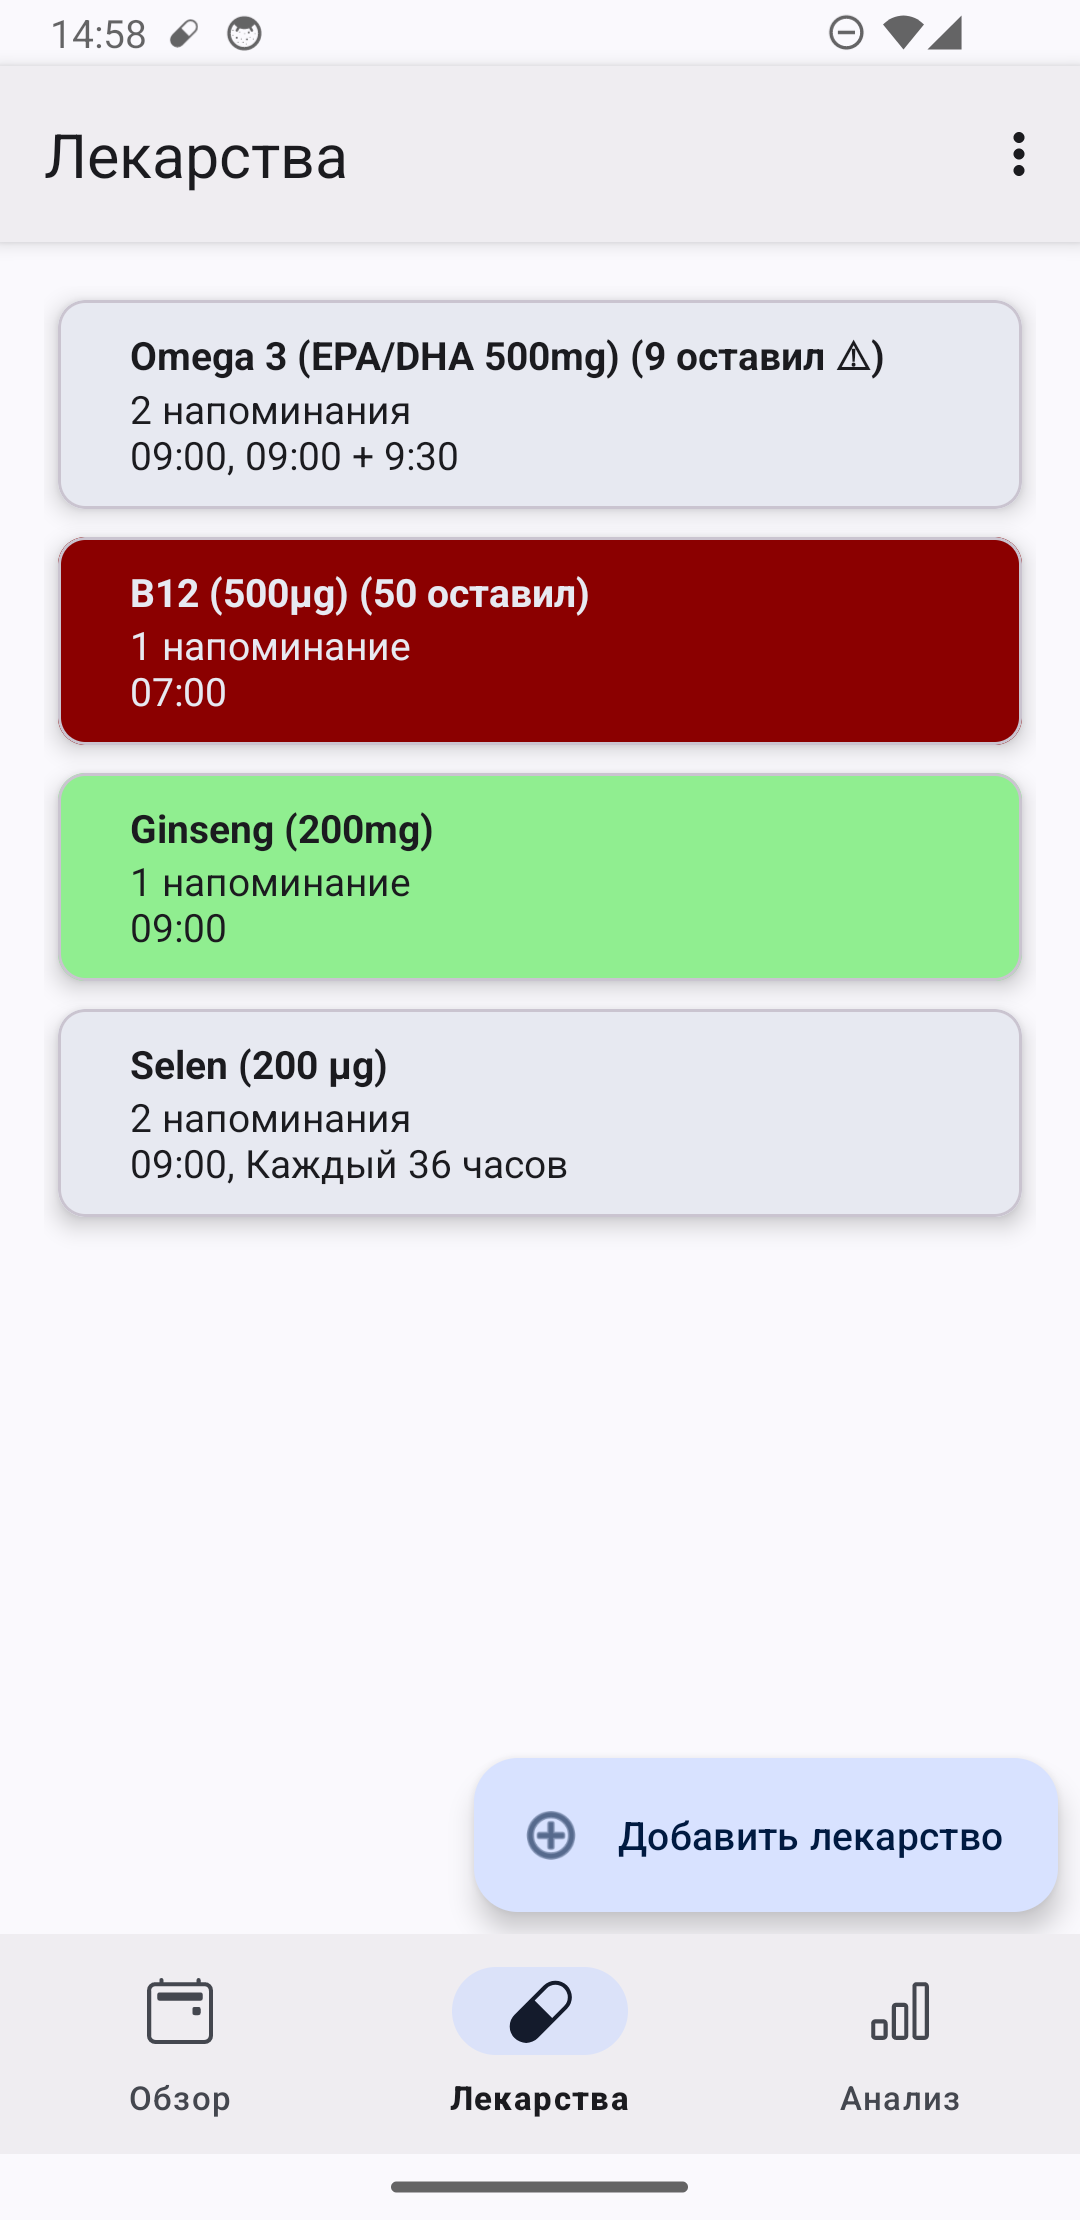 14:58
Лекарства
Omega 3 (EPA/DHA 500mg) (9 оставил ⚠)
2 напоминания
09:00, 09:00 + 9:30
B12 (500µg) (50 оставил)
1 напоминание
07:00
Ginseng (200mg)
1 напоминание
09:00
Selen (200 µg)
2 напоминания
09:00, Каждый 36 часов
Добавить лекарство
Обзор
Лекарства
Анализ